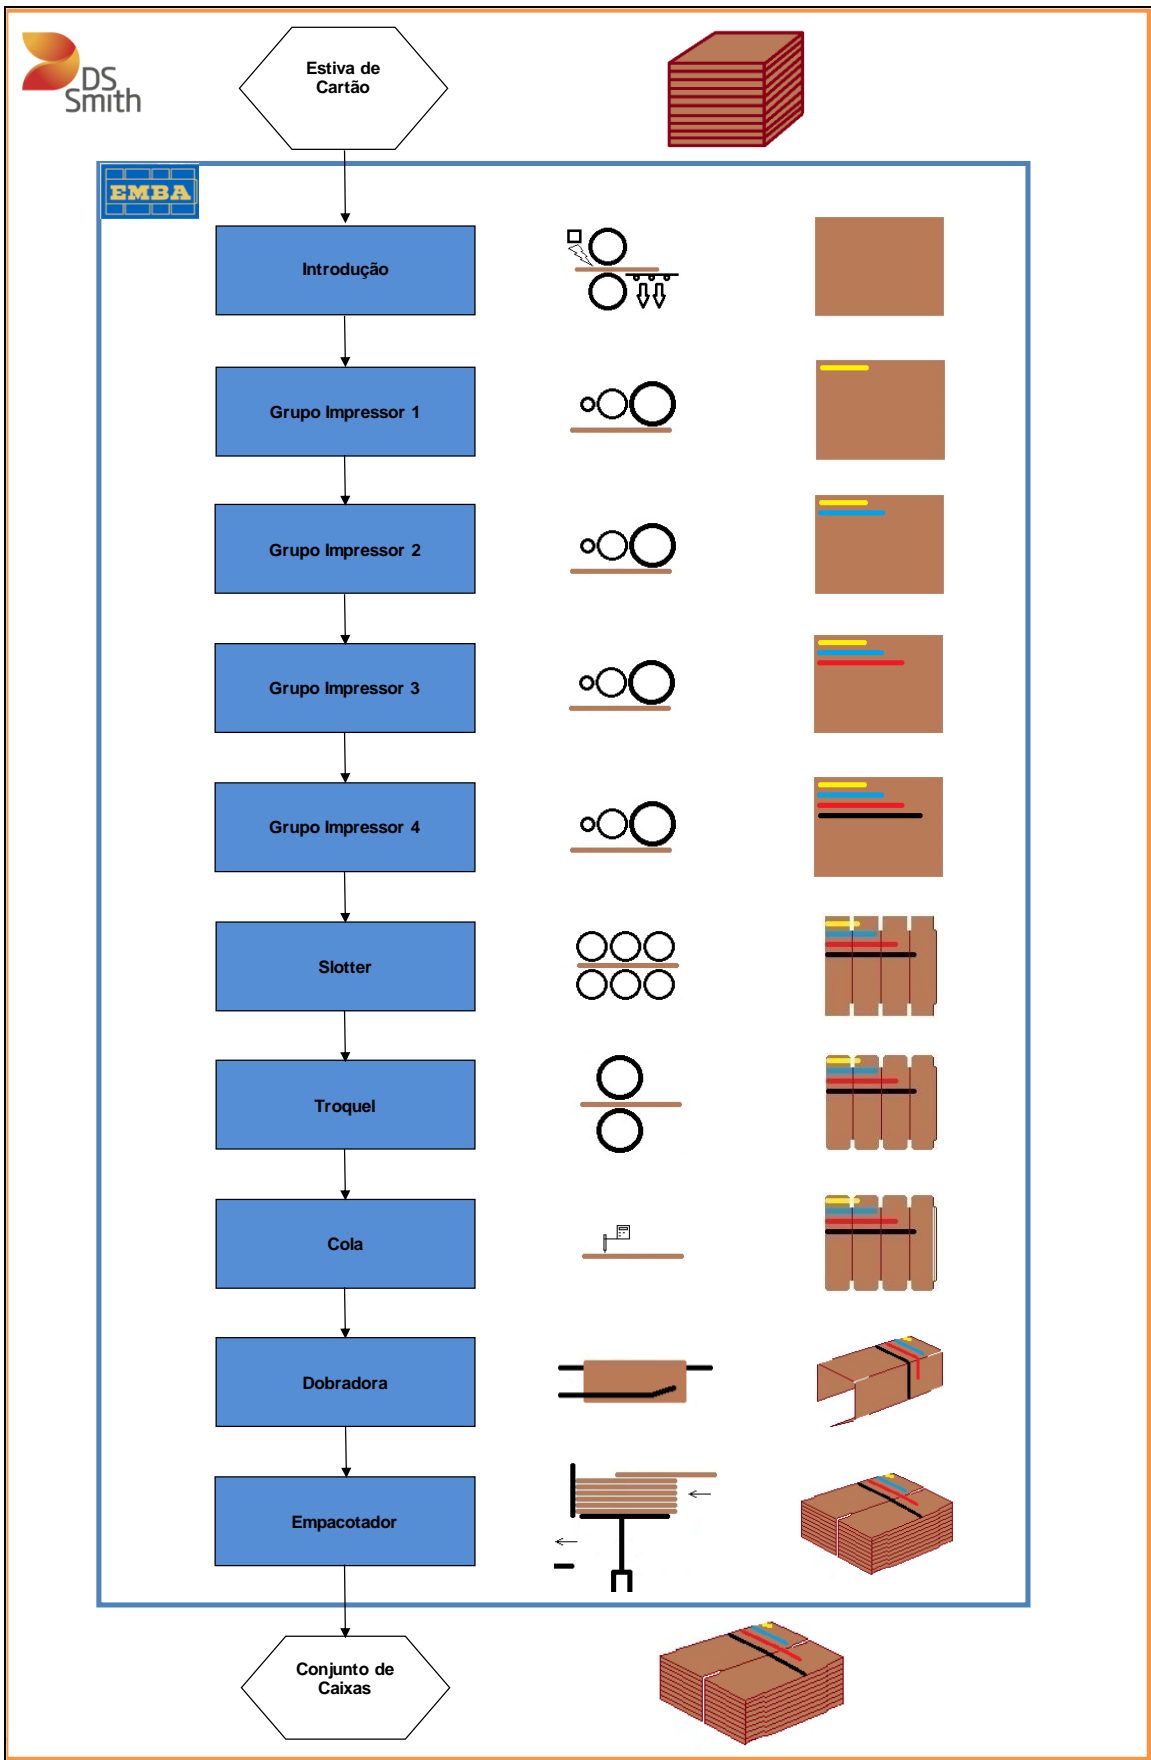 DS
Smith
Estiva de
Cartão
EMBA
Introdução
Grupo Impressor 1
Grupo Impressor 2
Grupo Impressor 3
Grupo Impressor 4
Slotter
Troquel
Cola
Dobradora
Empacotador
Conjunto de
Caixas